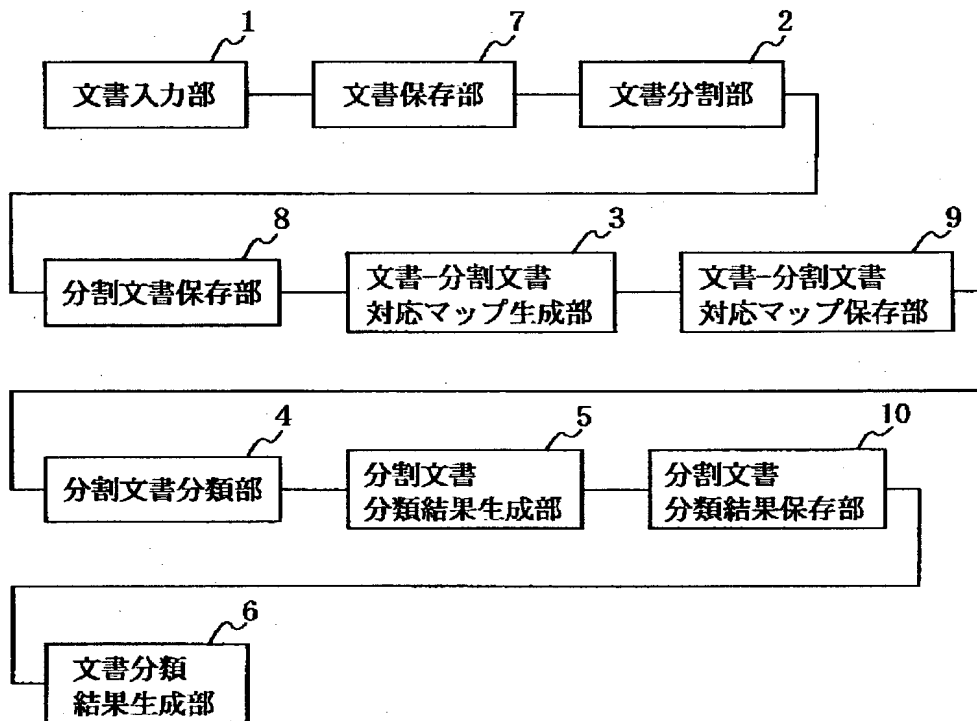 1
7
2
文書入力部
文書保存部
文書分割部
8
3
9
分割文書保存部
文書-分割文書
対応マップ生成部
文書-分割文書
対応マップ保存部
4
5
10
分割文書分類部
分割文書
分類結果生成部
分割文書
分類結果保存部
6
文書分類
結果生成部